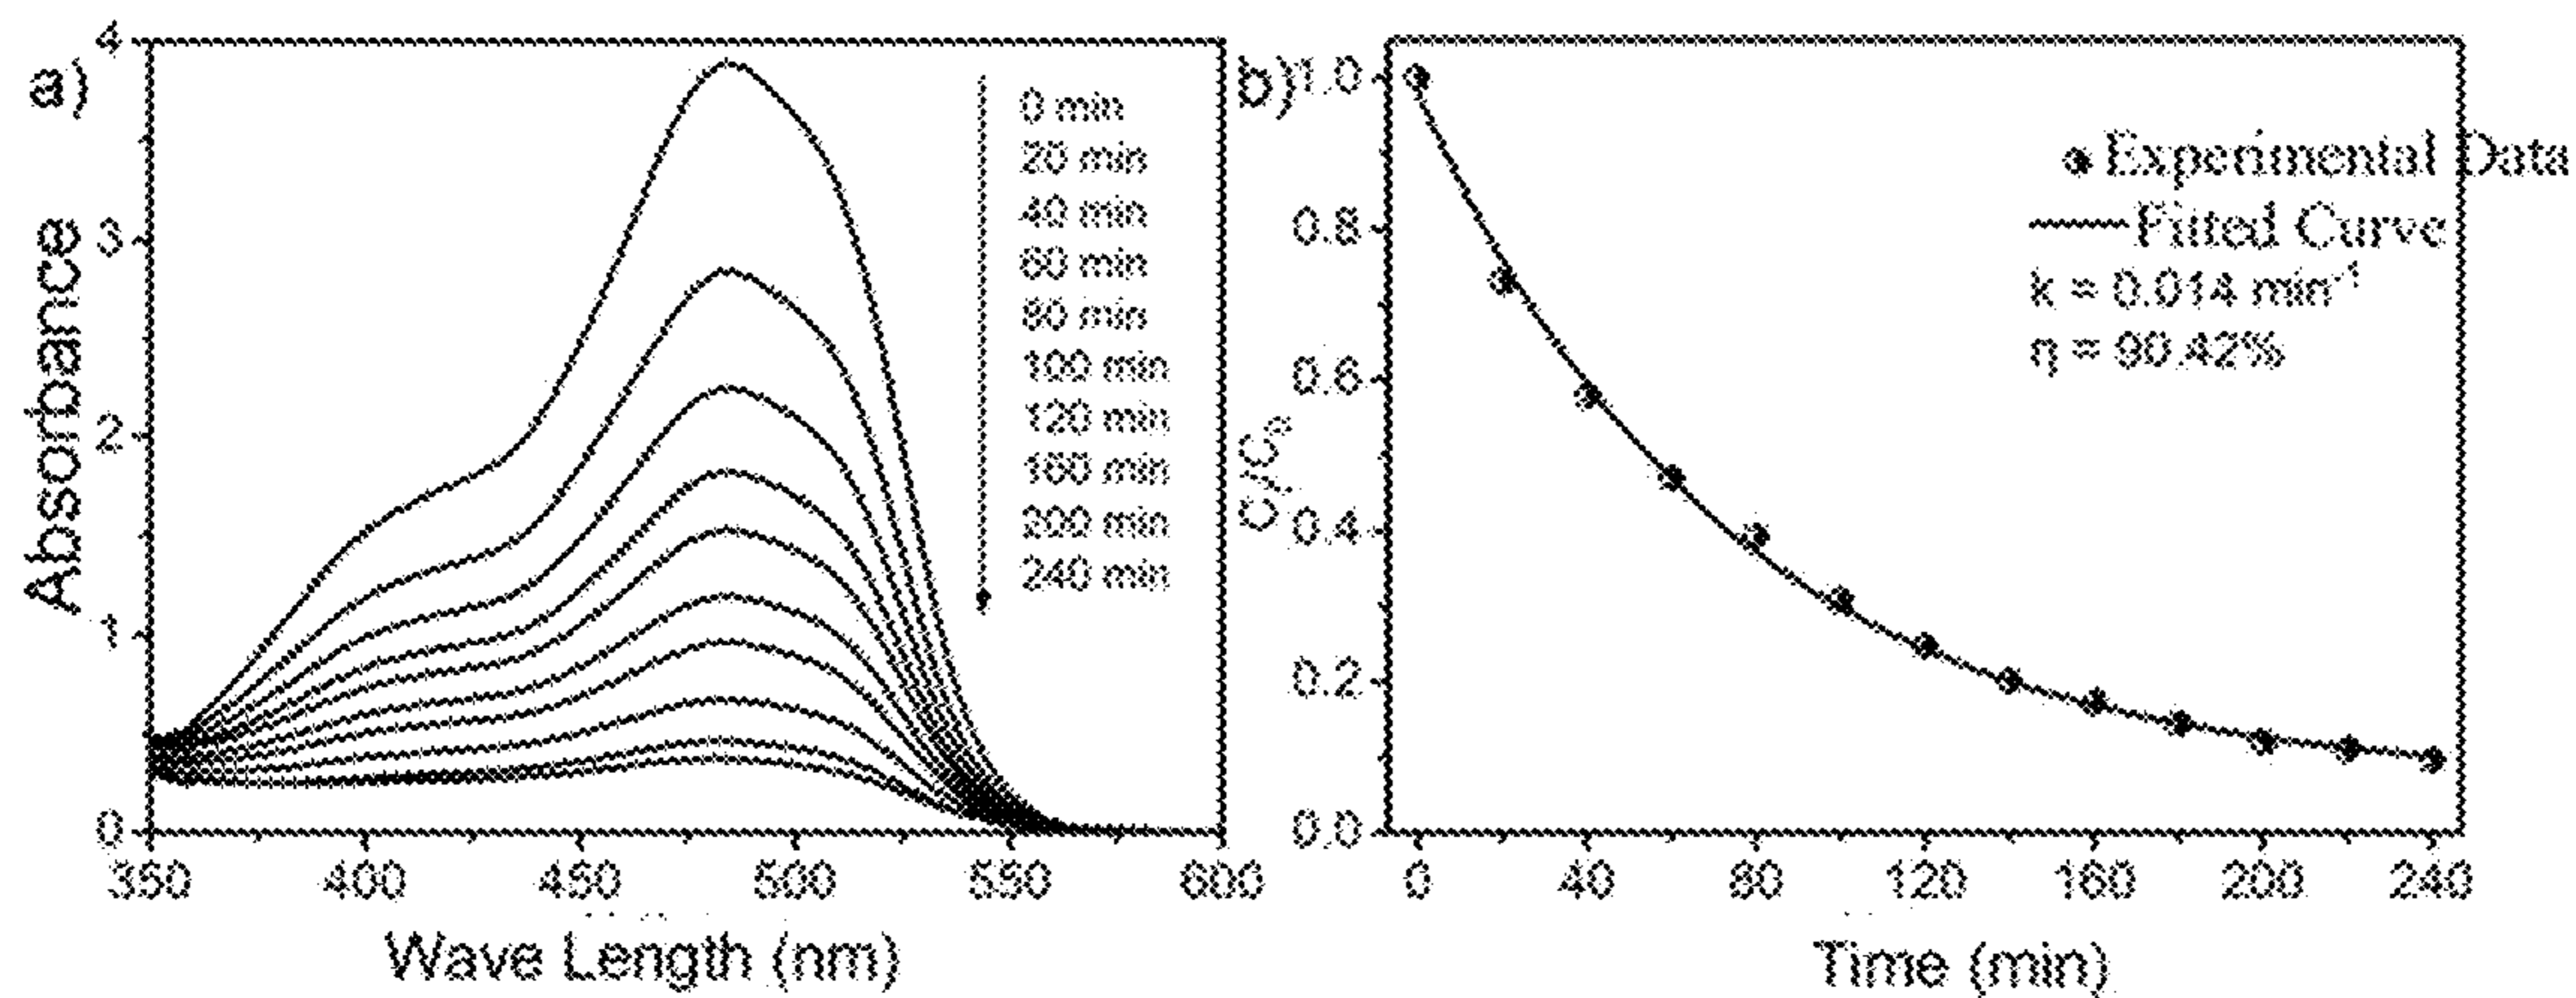 a)
4
3
2
1
0
Absorbance
350
400
450
500
550
600
Wave Length (nm)
0 min
20 min
40 min
60 min
80 min
100 min
120 min
160 min
200 min
240 min
b)
1.0
0.8
0.6
0.4
0.2
0.0
0
40
80
120
160
200
240
Time (min)
Experimental Data
Fitted Curve
k = 0.014 min⁻¹
η = 90.42%